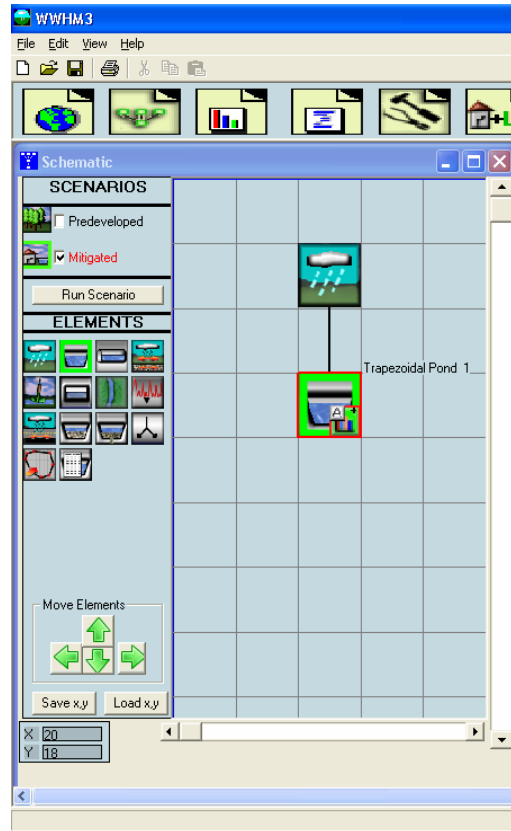 WWHM3
File Edit View Help
Schematic
SCENARIOS
Predeveloped
Mitigated
Run Scenario
ELEMENTS
Trapezoidal Pond 1
A
Move Elements
Save x,y Load x,y
X 20
Y 18